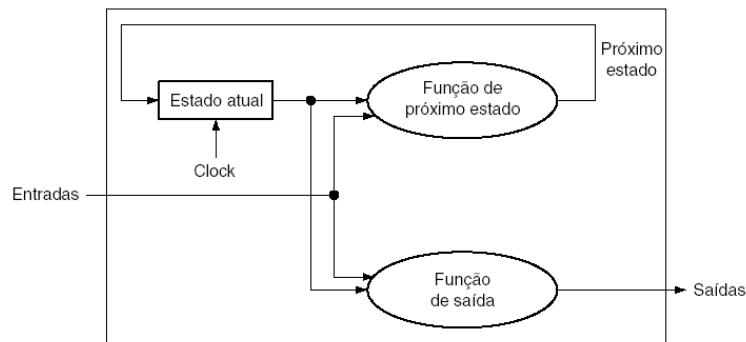 Próximo
estado
Função de
próximo estado
Estado atual
Clock
Entradas
Função
de saída
Saídas